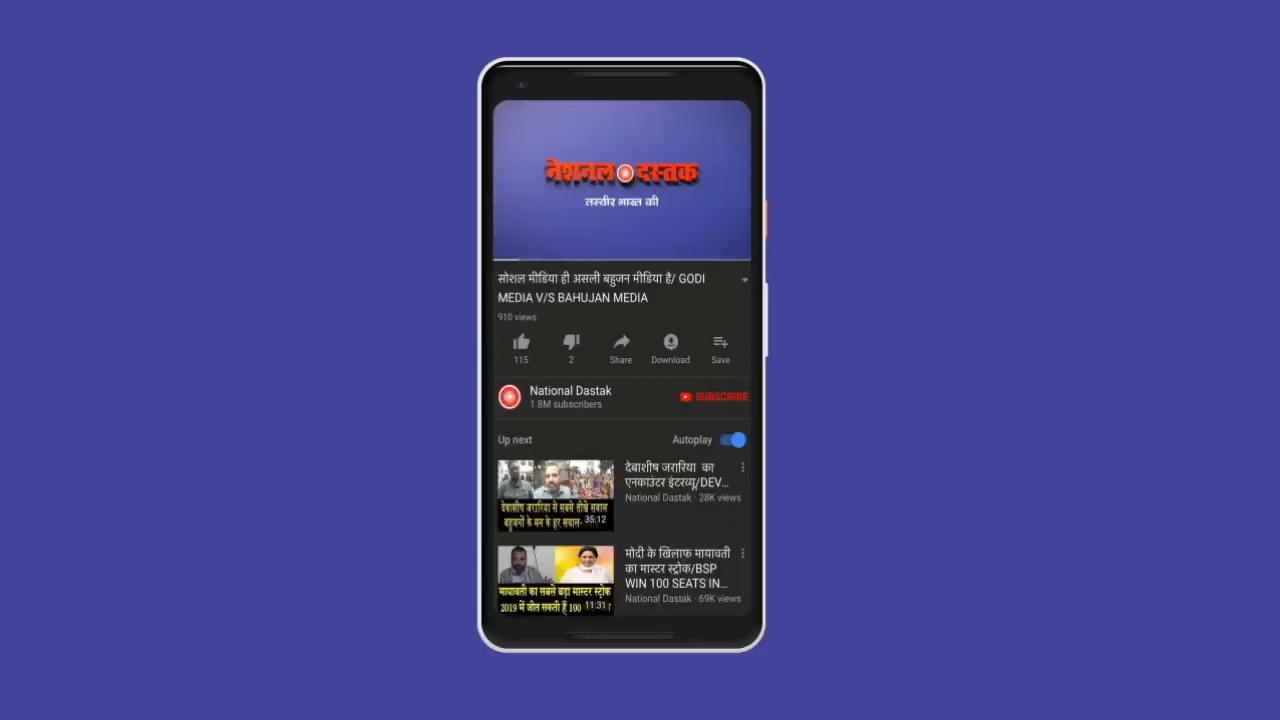 नेशनल दस्तक
तस्वीर भारत की
सोशल मीडिया ही असली बहुजन मीडिया है/ GODI
MEDIA V/S BAHUJAN MEDIA
910 views
115
2
Share
Download
Save
National Dastak
SUBSCRIBE
1 8M subscribers
Up next
Autoplay
देबाशीष जरारिया से सबसे तीखे सवाल
बहुजनों के मन के हर सवाल-
35:12
देबाशीष जरारिया का
एनकाउंटर इंटरव्यू/DEV...
National Dastak · 28K views
मायावती का सबसे बड़ा मास्टर स्ट्रोक
2019 में जीत सकती हैं 100
11:31
मोदी के खिलाफ मायावती
का मास्टर स्ट्रोक/BSP
WIN 100 SEATS IN...
National Dastak · 69K views